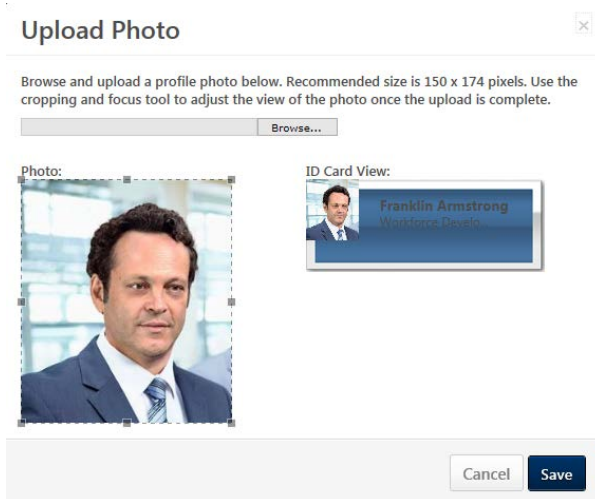 Upload Photo
Browse and upload a profile photo below. Recommended size is 150 x 174 pixels. Use the
cropping and focus tool to adjust the view of the photo once the upload is complete.
Browse...
Photo:
ID Card View:
Franklin Armstrong
Workforce Develo
Cancel
Save